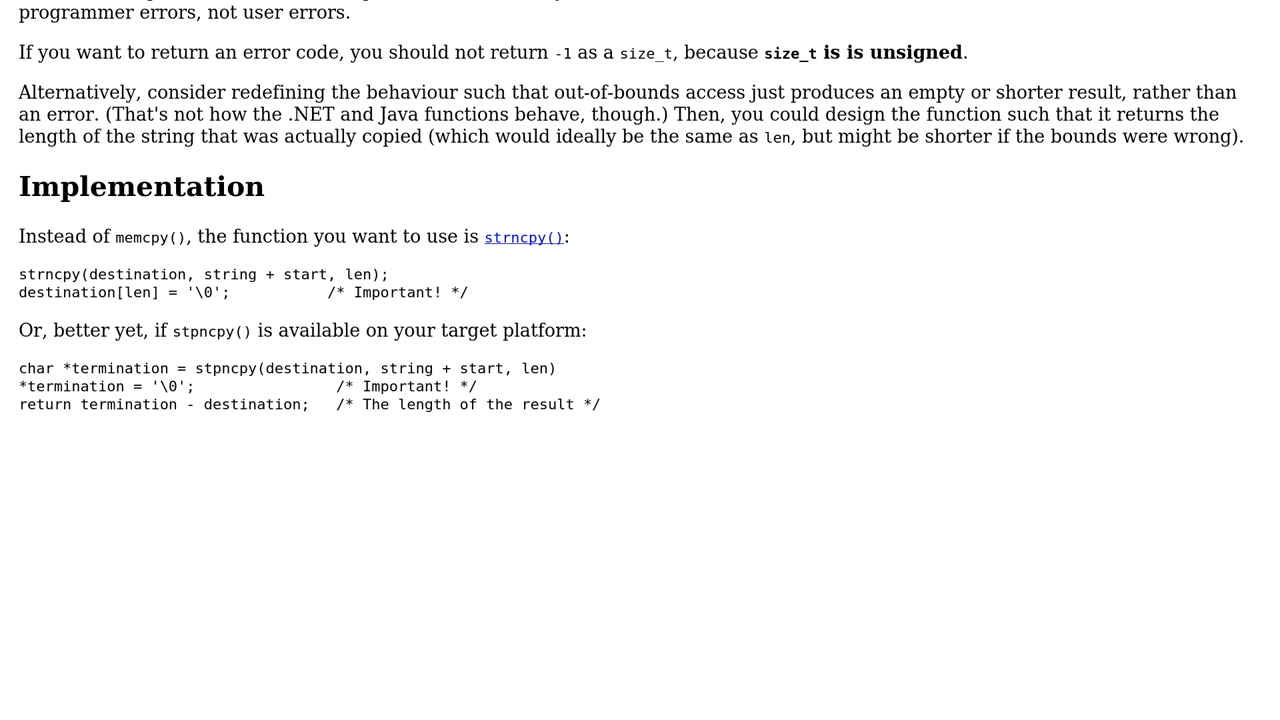 programmer errors, not user errors.
If you want to return an error code, you should not return -1 as a size_t, because size_t is is unsigned.
Alternatively, consider redefining the behaviour such that out-of-bounds access just produces an empty or shorter result, rather than
an error. (That's not how the .NET and Java functions behave, though.) Then, you could design the function such that it returns the
length of the string that was actually copied (which would ideally be the same as len, but might be shorter if the bounds were wrong).
Implementation
Instead of memcpy(), the function you want to use is strncpy():
strncpy(destination, string + start, len);
destination[len] = '\0';           /* Important! */
Or, better yet, if stpncpy() is available on your target platform:
char *termination = stpncpy(destination, string + start, len)
*termination = '\0';                /* Important! */
return termination - destination;   /* The length of the result */